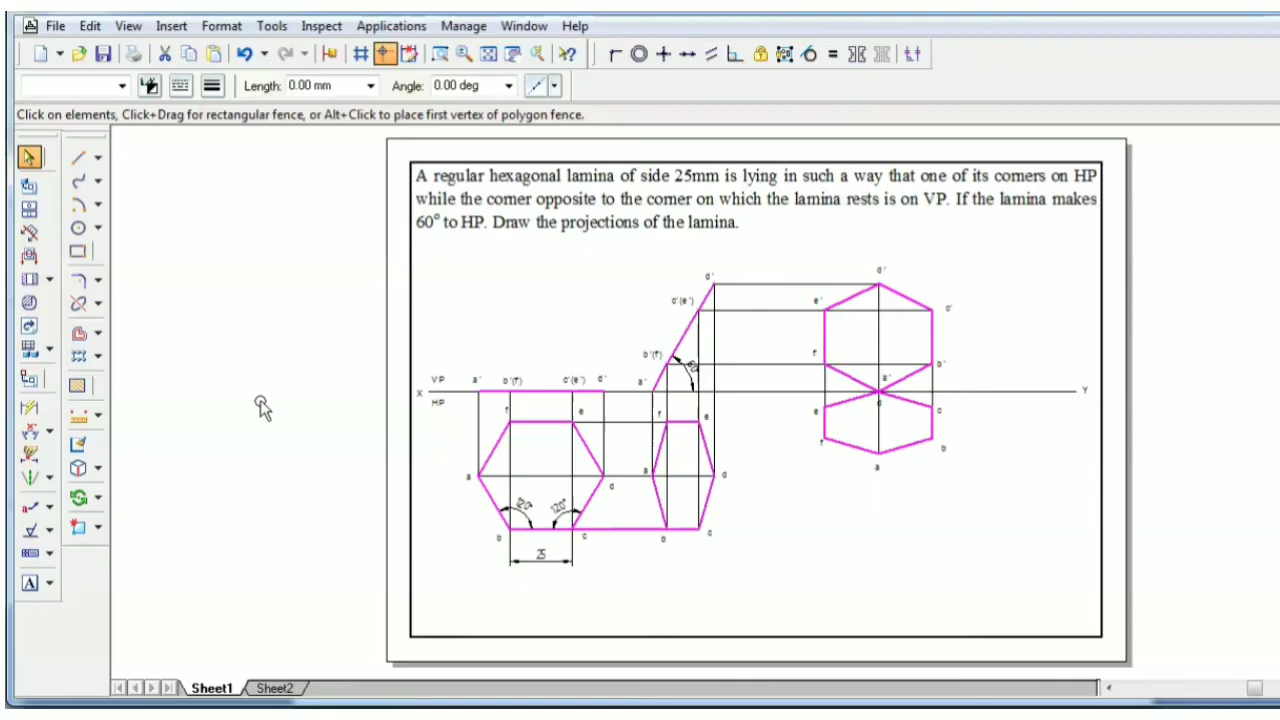 File Edit View Insert Format Tools Inspect Applications Manage Window Help
Length: 0.00 mm Angle: 0.00 deg
Click on elements, Click+Drag for rectangular fence, or Alt+Click to place first vertex of polygon fence.
A regular hexagonal lamina of side 25mm is lying in such a way that one of its corners on HP
while the corner opposite to the corner on which the lamina rests is on VP. If the lamina makes
60° to HP. Draw the projections of the lamina.
d' d'
c'(e') e' c'
b'(f) f b'
60°
VP a' b'(f) c'(e') d' a' a'
X Y
HP d
f e f e e c
f b
a d a d a
120° 120°
b c b c
25
Sheet1 Sheet2